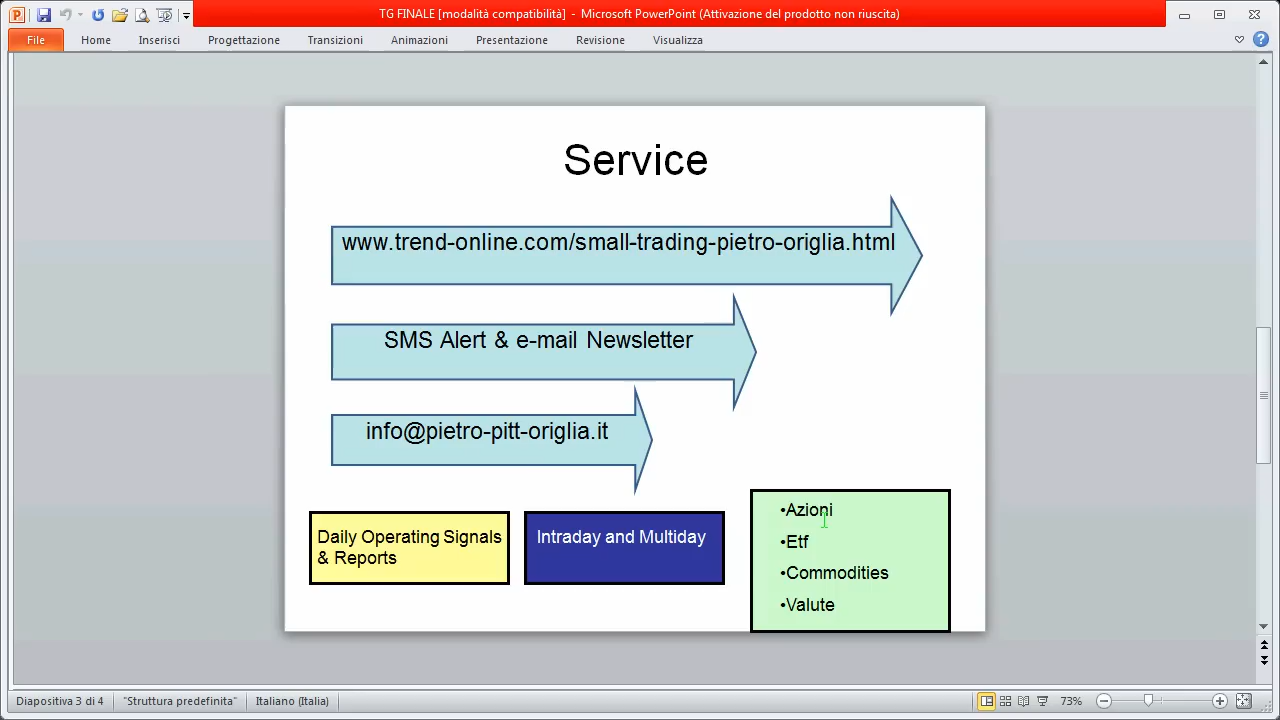 TG FINALE [modalità compatibilità] - Microsoft PowerPoint (Attivazione del prodotto non riuscita)
File Home Inserisci Progettazione Transizioni Animazioni Presentazione Revisione Visualizza
Service
www.trend-online.com/small-trading-pietro-origlia.html
SMS Alert & e-mail Newsletter
info@pietro-pitt-origlia.it
Daily Operating Signals
& Reports
Intraday and Multiday
•Azioni
•Etf
•Commodities
•Valute
Diapositiva 3 di 4 "Struttura predefinita" Italiano (Italia) 73%